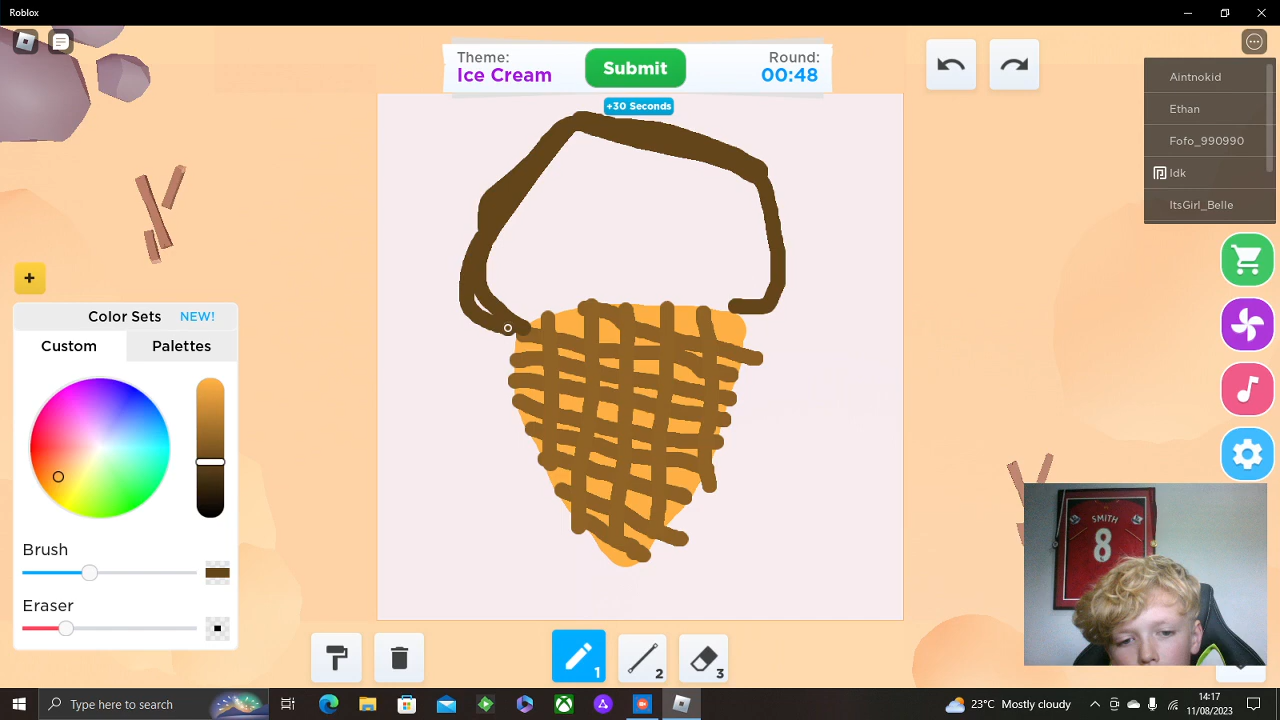 Roblox
Theme:
Ice Cream
Submit
Round:
00:48
+30 Seconds
Aintnokid
Ethan
Fofo_990990
Idk
ItsGirl_Belle
+
Color Sets NEW!
Custom Palettes
Brush
Eraser
1
2
3
SMITH
8
Type here to search
23°C Mostly cloudy
14:17
11/08/2023